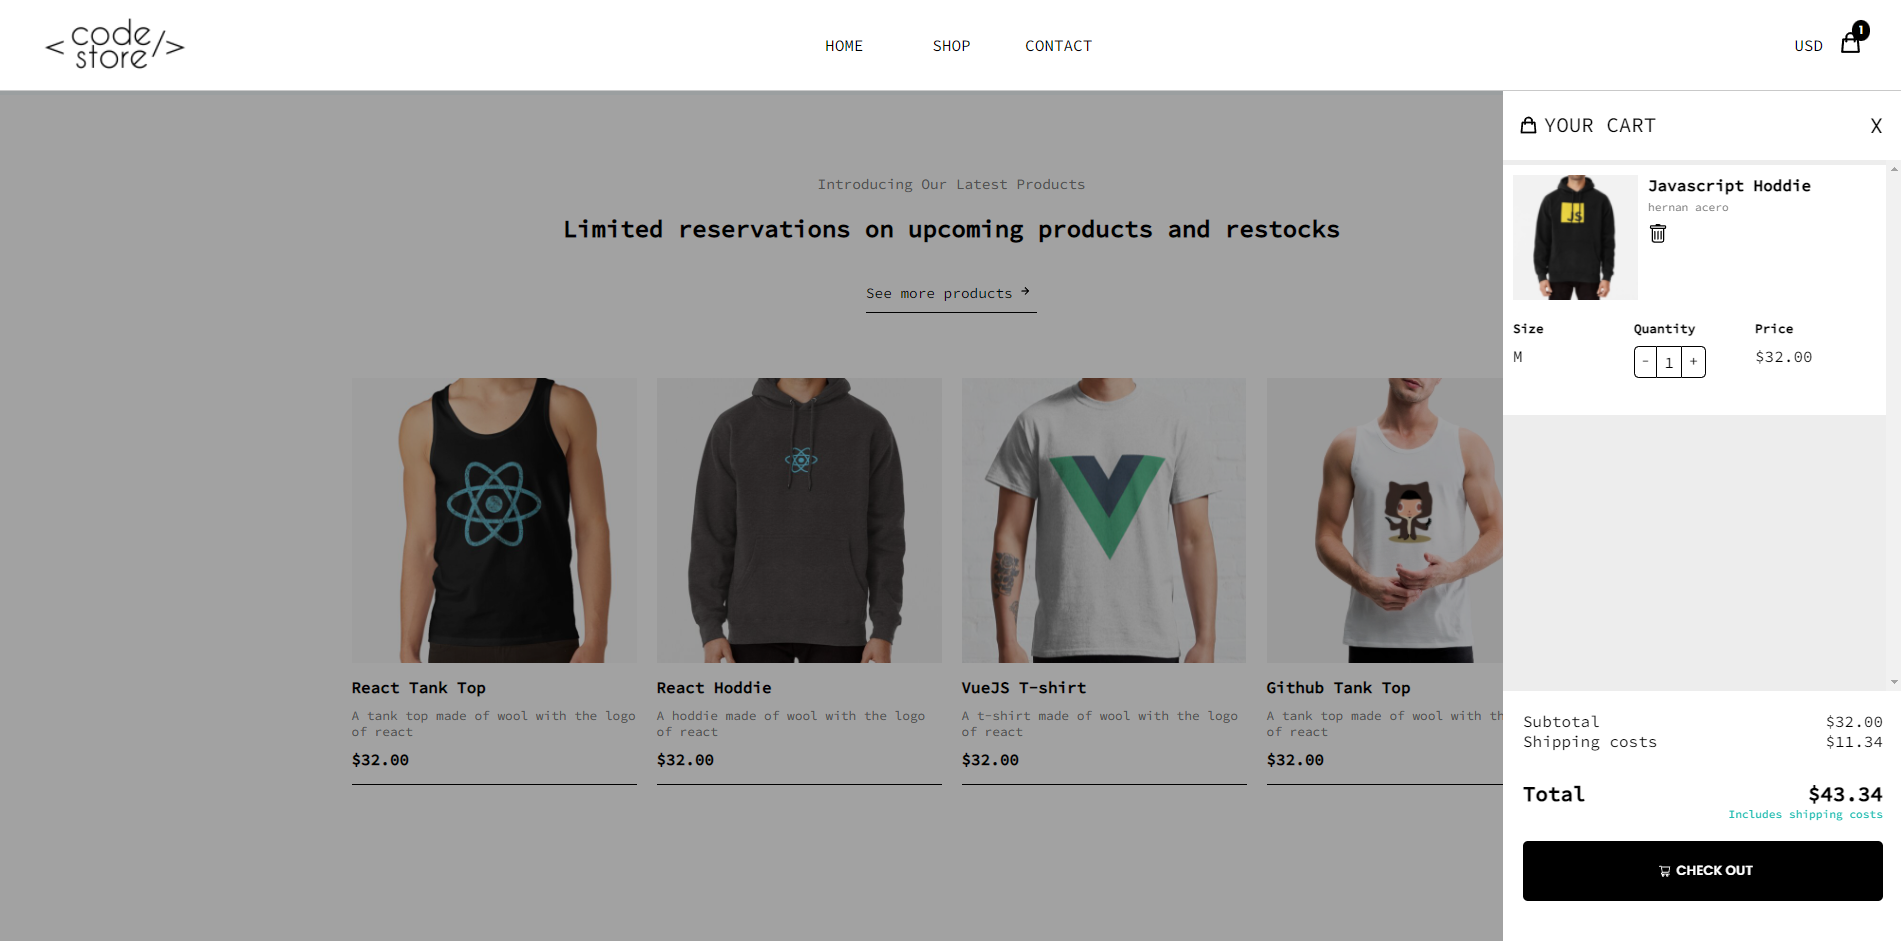 < code
store />
HOME
SHOP
CONTACT
USD
1
Introducing Our Latest Products
Limited reservations on upcoming products and restocks
See more products →
React Tank Top
A tank top made of wool with the logo
of react
$32.00
React Hoddie
A hoddie made of wool with the logo
of react
$32.00
VueJS T-shirt
A t-shirt made of wool with the logo
of react
$32.00
Github Tank Top
A tank top made of wool with th
of react
$32.00
YOUR CART
X
JS
Javascript Hoddie
hernan acero
Size
Quantity
Price
M
- 1 +
$32.00
Subtotal
$32.00
Shipping costs
$11.34
Total
$43.34
Includes shipping costs
CHECK OUT